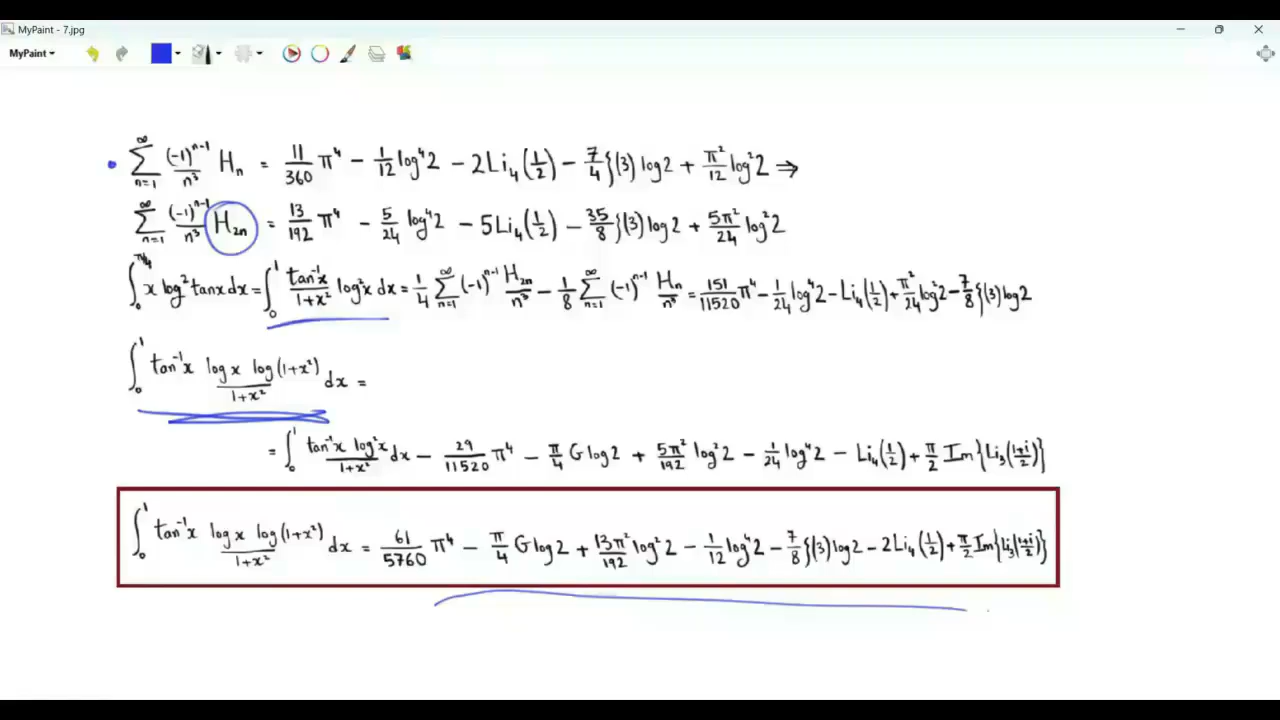 MyPaint - 7.jpg
MyPaint
• ∑_{n=1}^{∞} (-1)^{n-1}/n³ H_n = 11/360 π⁴ - 1/12 log⁴2 - 2Li₄(1/2) - 7/4 ζ(3) log2 + π²/12 log²2 ⇒
∑_{n=1}^{∞} (-1)^{n-1}/n³ H_{2n} = 13/192 π⁴ - 5/24 log⁴2 - 5Li₄(1/2) - 35/8 ζ(3) log2 + 5π²/24 log²2
∫_0^{π/4} x log²tanx dx = ∫_0^1 tan⁻¹x/(1+x²) log²x dx = 1/4 ∑_{n=1}^{∞} (-1)^{n-1} H_{2n}/n³ - 1/8 ∑_{n=1}^{∞} (-1)^{n-1} H_n/n³ = 151/11520 π⁴ - 1/24 log⁴2 - Li₄(1/2) + π²/24 log²2 - 7/8 ζ(3) log2
∫_0^1 tan⁻¹x logx log(1+x²)/(1+x²) dx =
= ∫_0^1 tan⁻¹x log²x/(1+x²) dx - 29/11520 π⁴ - π/4 G log2 + 5π²/192 log²2 - 1/24 log⁴2 - Li₄(1/2) + π/2 Im{Li₃((1+i)/2)}
∫_0^1 tan⁻¹x logx log(1+x²)/(1+x²) dx = 61/5760 π⁴ - π/4 G log2 + 13π²/192 log²2 - 1/12 log⁴2 - 7/8 ζ(3) log2 - 2Li₄(1/2) + π/2 Im{Li₃((1+i)/2)}